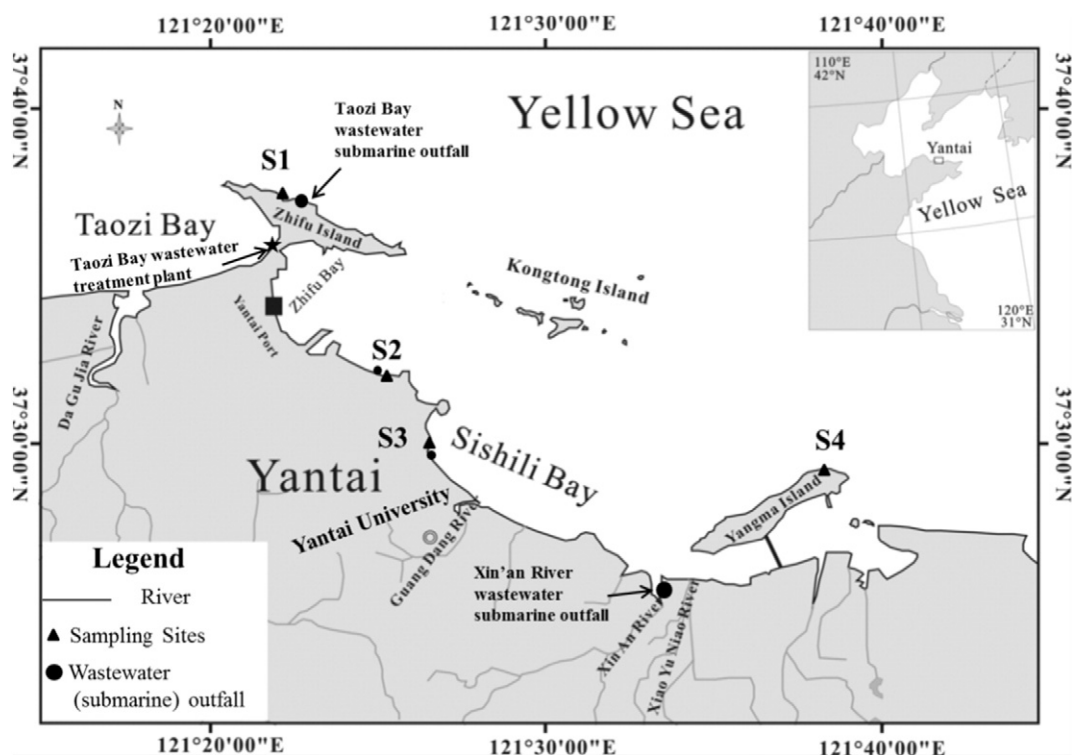 121°20'00"E
121°30'00"E
121°40'00"E
37°40'00"N
37°40'00"N
110°E
42°N
N
Yellow Sea
Taozi Bay
wastewater
submarine outfall
Yantai
Yellow Sea
120°E
31°N
S1
Zhifu Island
Taozi Bay
Taozi Bay wastewater
treatment plant
Zhifu Bay
Kongtong Island
Yantai Port
Da Gu Jia River
S2
S3
37°30'00"N
37°30'00"N
Sishili Bay
S4
Yangma Island
Yantai
Yantai University
Guang Dang River
Xin'an River
wastewater
submarine outfall
Xin An River
Xiao Yu Niao River
Legend
River
Sampling Sites
Wastewater
(submarine) outfall
121°20'00"E
121°30'00"E
121°40'00"E